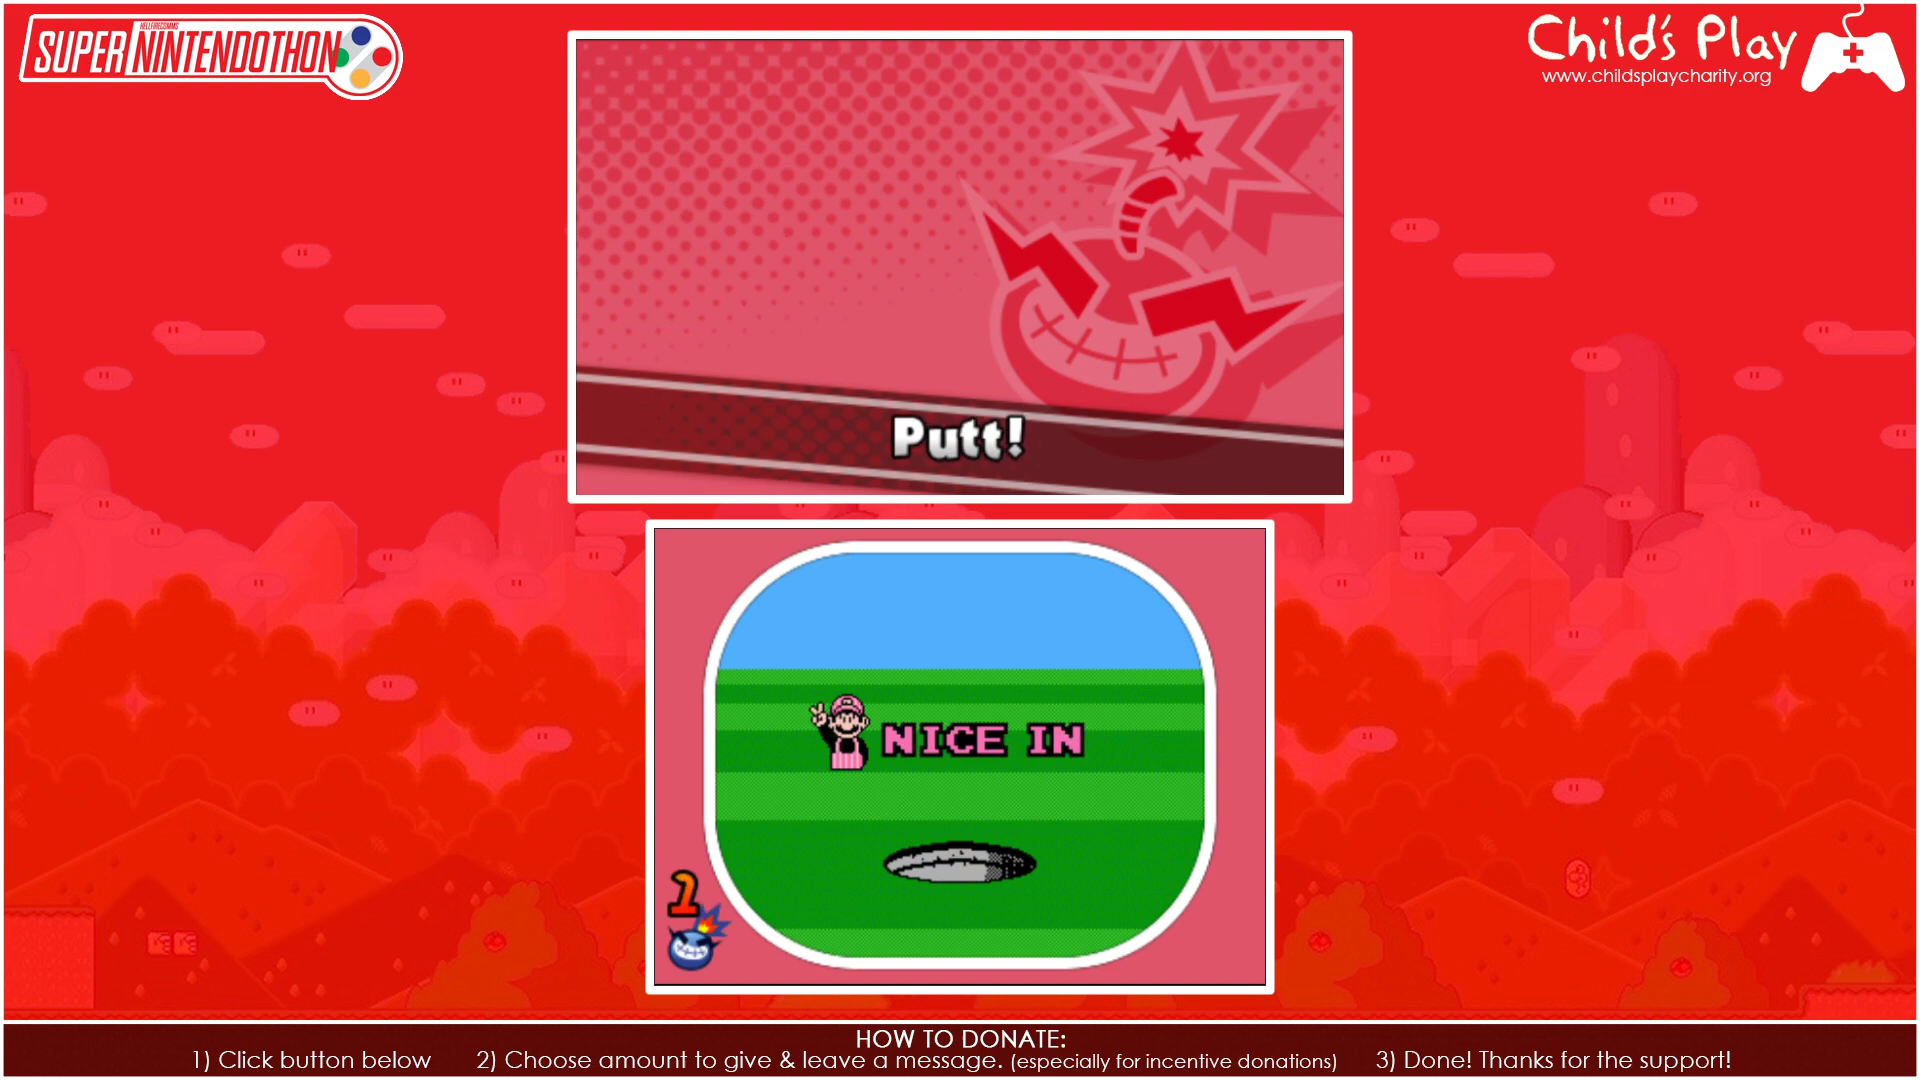 HELLFIRECOMMS
SUPER NINTENDOTHON
Child's Play
www.childsplaycharity.org
Putt!
NICE IN
1
HOW TO DONATE:
1) Click button below 2) Choose amount to give & leave a message. (especially for incentive donations) 3) Done! Thanks for the support!